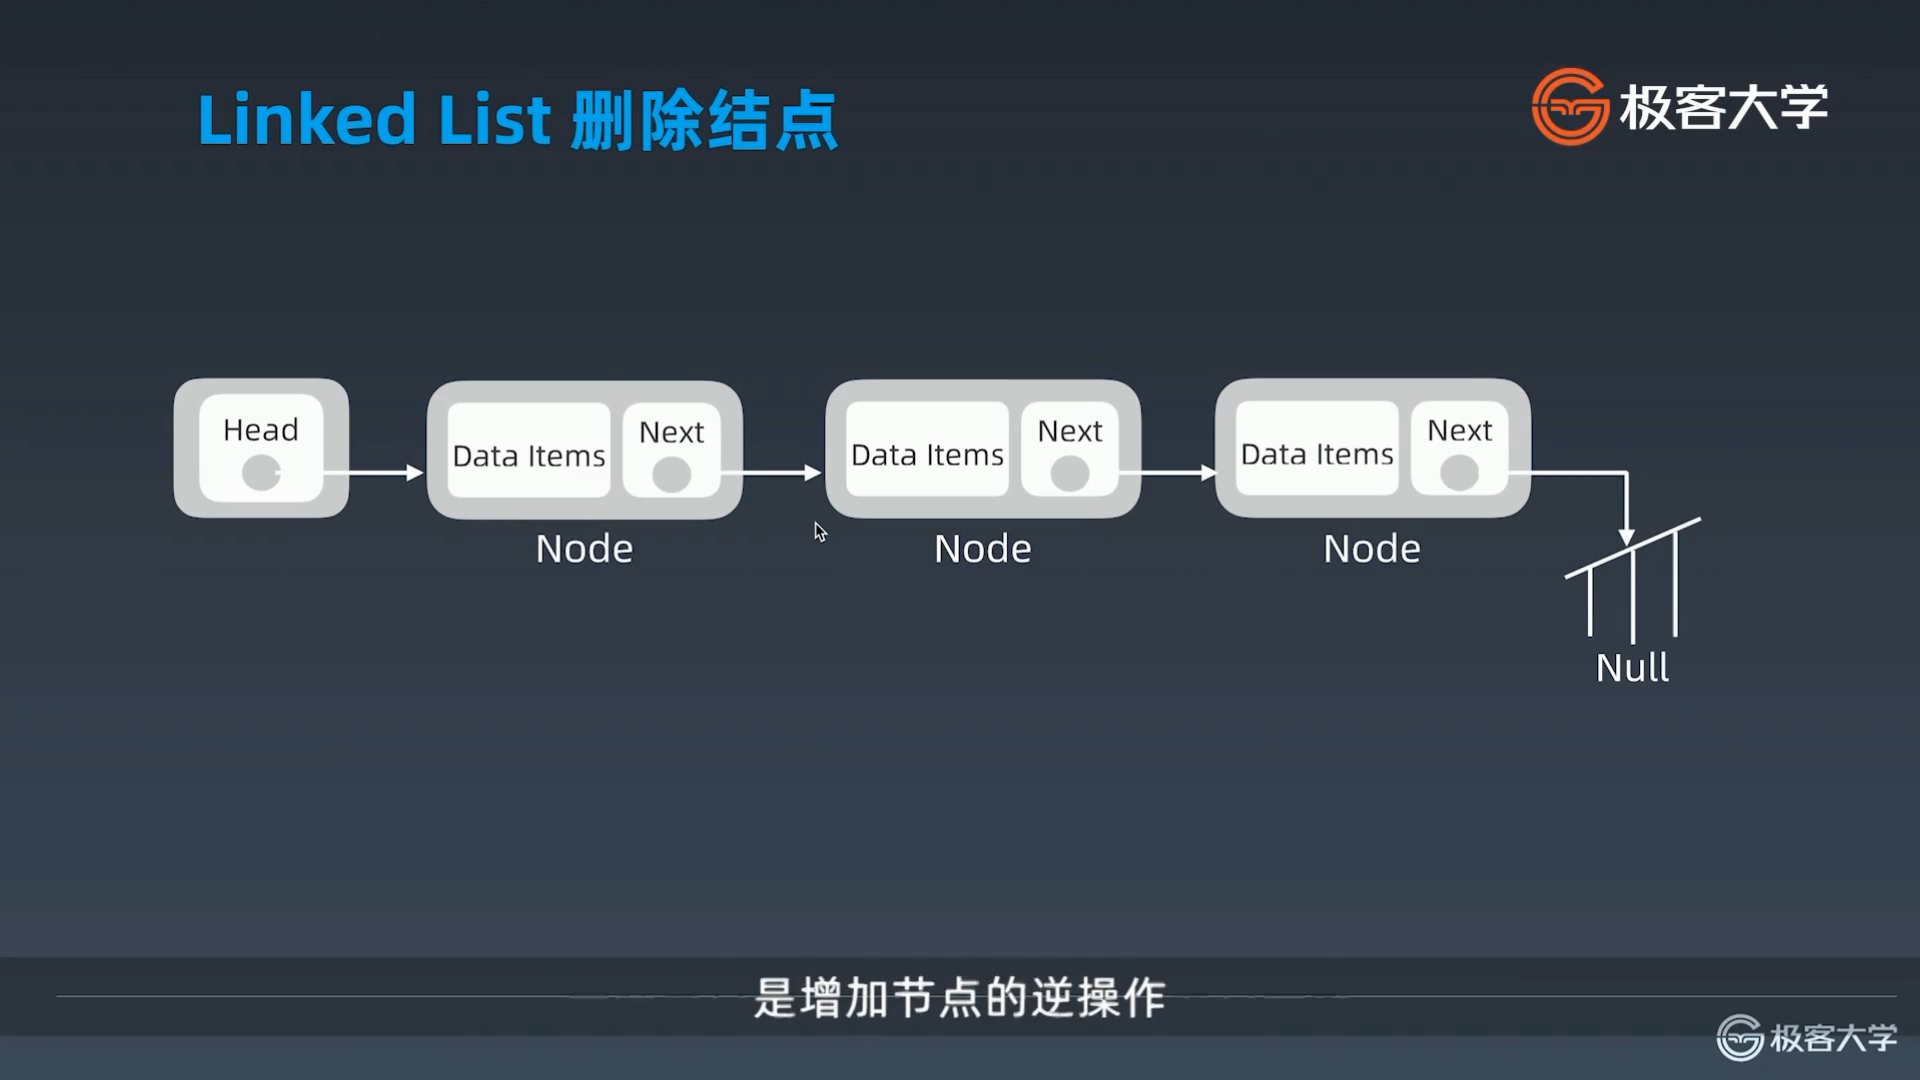 Linked List 删除结点
极客大学
Head
Data Items
Next
Data Items
Next
Data Items
Next
Node
Node
Node
Null
是增加节点的逆操作
极客大学